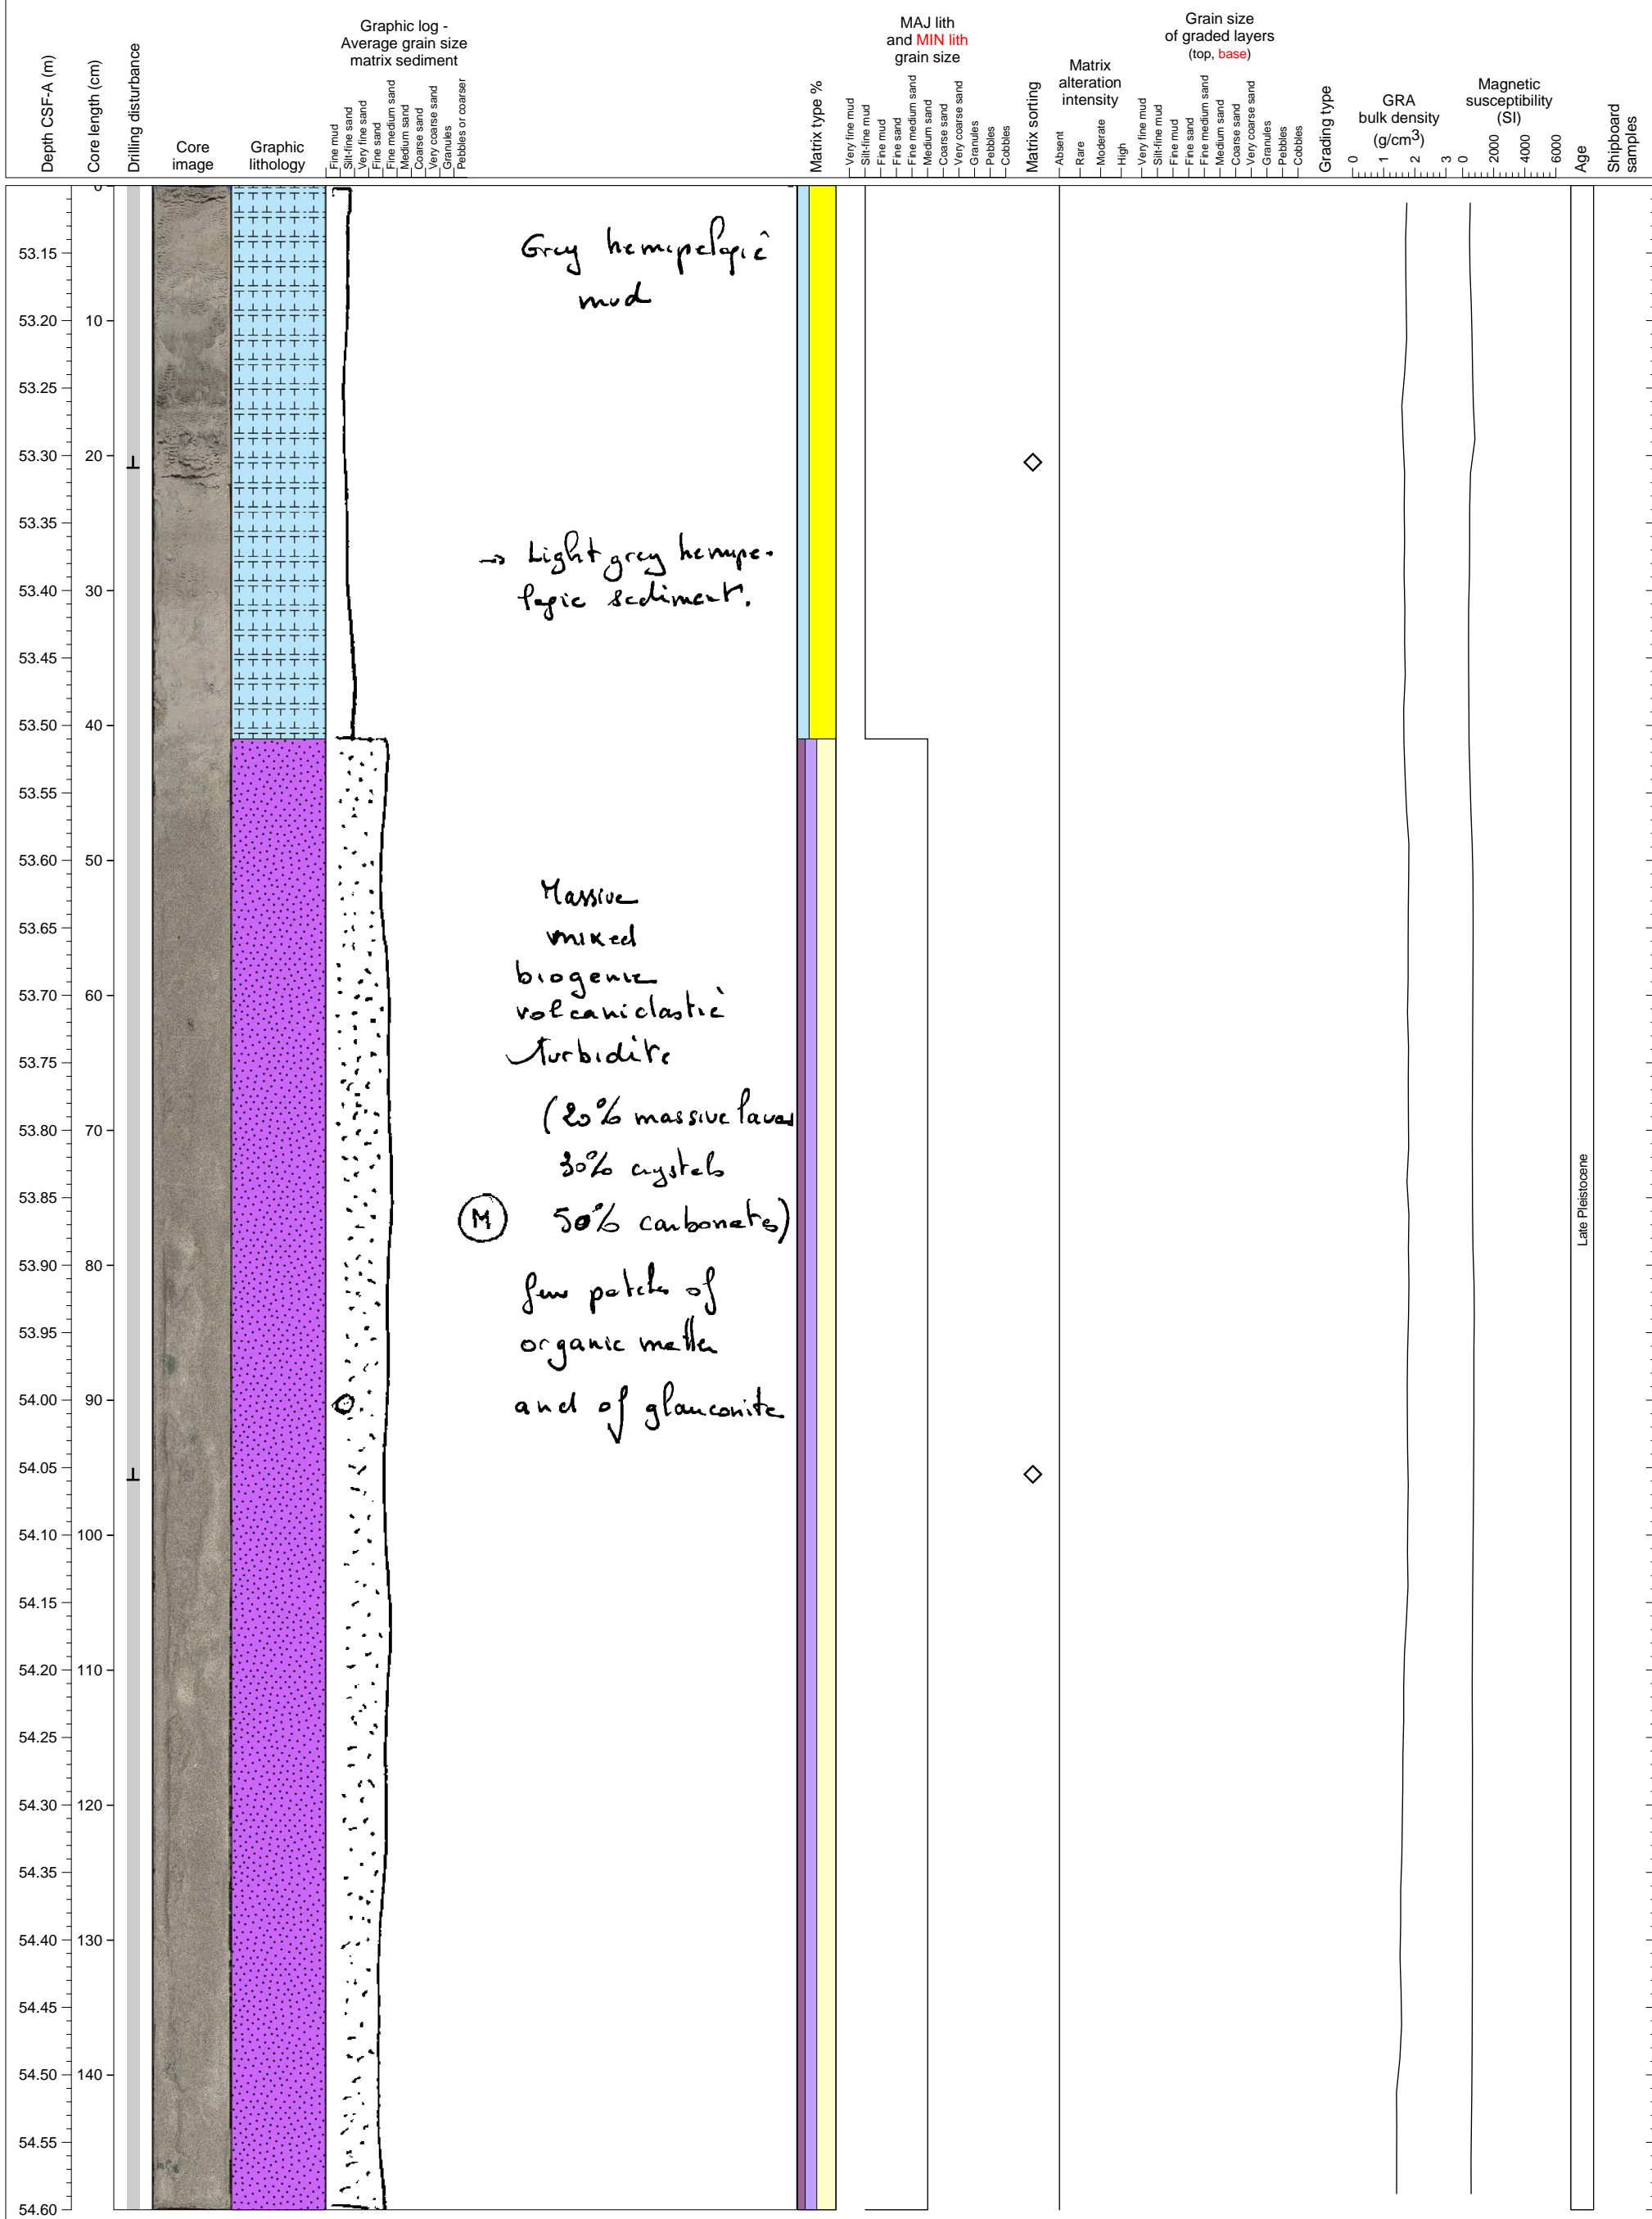 Depth CSF-A (m)
Core length (cm)
Drilling disturbance
Core
image
Graphic
lithology
Graphic log -
Average grain size
matrix sediment
Fine mud
Silt-fine sand
Very fine sand
Fine sand
Fine medium sand
Medium sand
Coarse sand
Very coarse sand
Granules
Pebbles or coarser
Matrix type %
MAJ lith
and MIN lith
grain size
Very fine mud
Silt-fine mud
Fine mud
Fine sand
Fine medium sand
Medium sand
Coarse sand
Very coarse sand
Granules
Pebbles
Cobbles
Matrix sorting
Matrix
alteration
intensity
Absent
Rare
Moderate
High
Grain size
of graded layers
(top, base)
Very fine mud
Silt-fine mud
Fine mud
Fine sand
Fine medium sand
Medium sand
Coarse sand
Very coarse sand
Granules
Pebbles
Cobbles
Grading type
GRA
bulk density
(g/cm3)
0 1 2 3
Magnetic
susceptibility
(SI)
0 2000 4000 6000
Age
Shipboard
samples
0
53.15
53.20 10
53.25
53.30 20
53.35
53.40 30
53.45
53.50 40
53.55
53.60 50
53.65
53.70 60
53.75
53.80 70
53.85
53.90 80
53.95
54.00 90
54.05
54.10 100
54.15
54.20 110
54.25
54.30 120
54.35
54.40 130
54.45
54.50 140
54.55
54.60
Grey hemipelagic
mud
→ Light grey hemipe-
lagic sediment.
Massive
mixed
biogenic
volcaniclastic
turbidite
(20% massive lavas
30% crystals
M 50% carbonates)
few patches of
organic matter
and of glauconite
Late Pleistocene